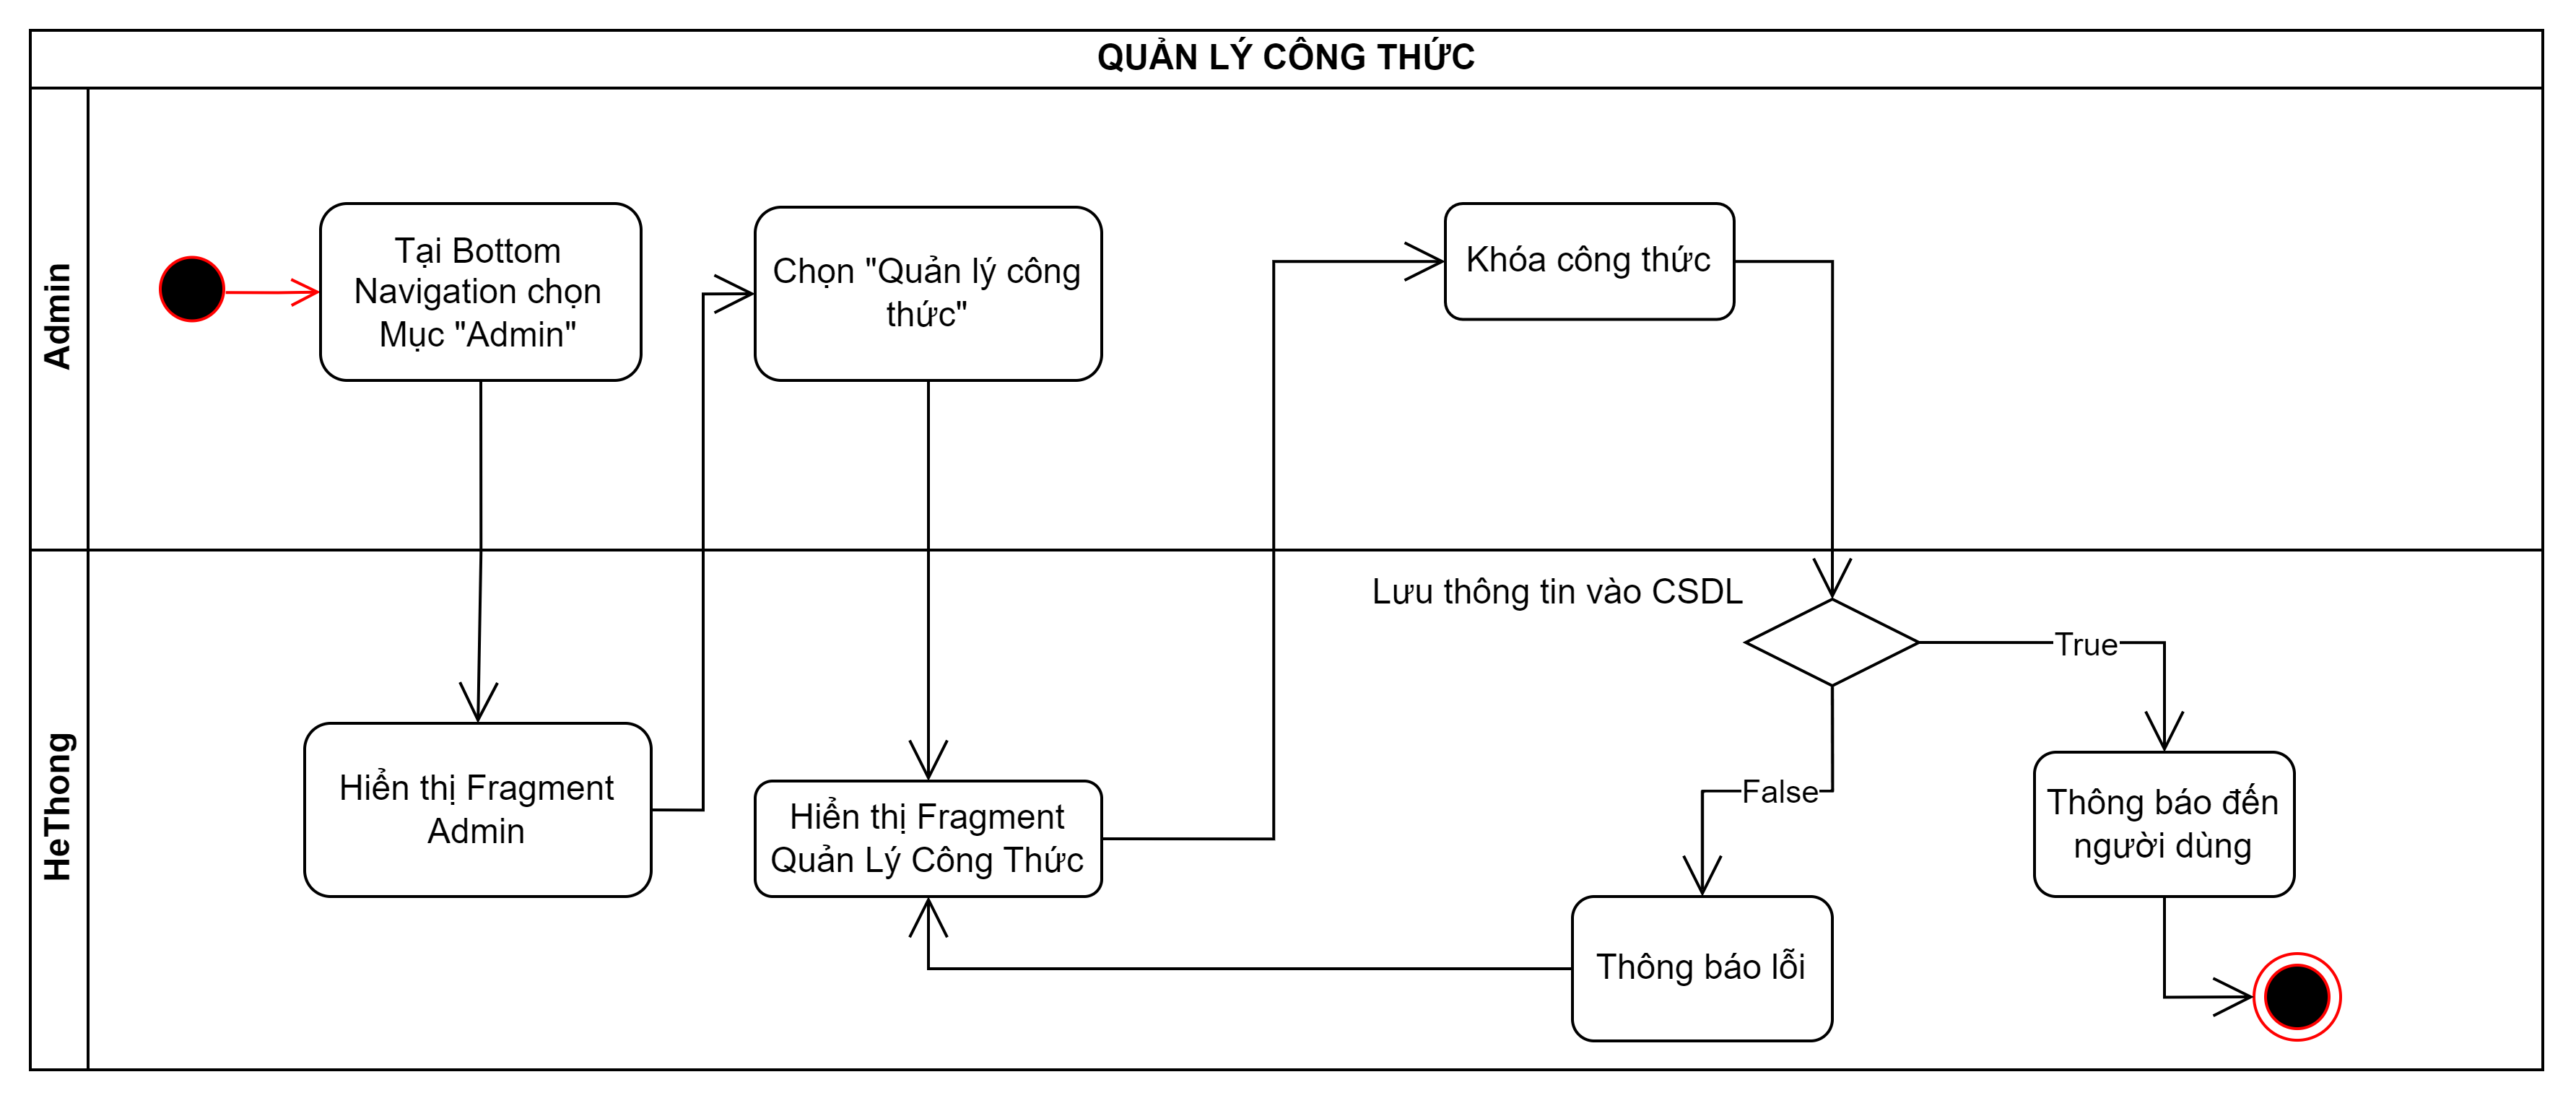 QUẢN LÝ CÔNG THỨC
Admin
Tại Bottom
Navigation chọn
Mục "Admin"
Chọn "Quản lý công
thức"
Khóa công thức
HeThong
Lưu thông tin vào CSDL
True
False
Hiển thị Fragment
Admin
Hiển thị Fragment
Quản Lý Công Thức
Thông báo đến
người dùng
Thông báo lỗi